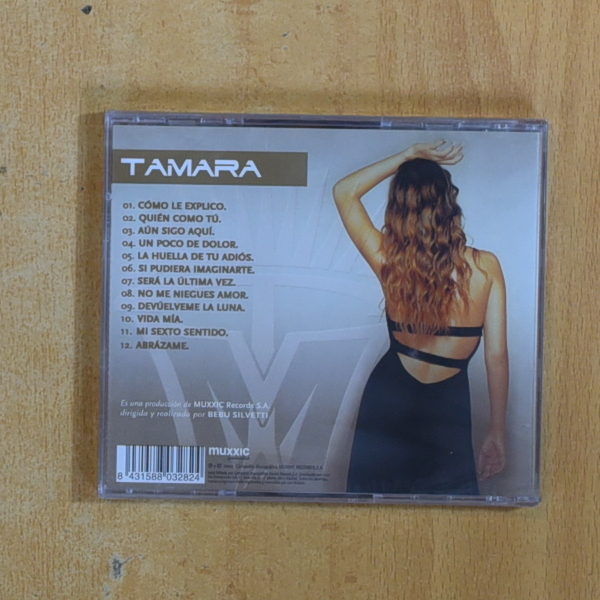 TAMARA
01. CÓMO LE EXPLICO.
02. QUIÉN COMO TÚ.
03. AÚN SIGO AQUÍ.
04. UN POCO DE DOLOR.
05. LA HUELLA DE TU ADIÓS.
06. SI PUDIERA IMAGINARTE.
07. SERÁ LA ÚLTIMA VEZ.
08. NO ME NIEGUES AMOR.
09. DEVÚELVEME LA LUNA.
10. VIDA MÍA.
11. MI SEXTO SENTIDO.
12. ABRÁZAME.
Es una producción de MUXXIC Records S.A.
dirigida y realizada por BEBU SILVETTI
muxxic
8 431588 032824